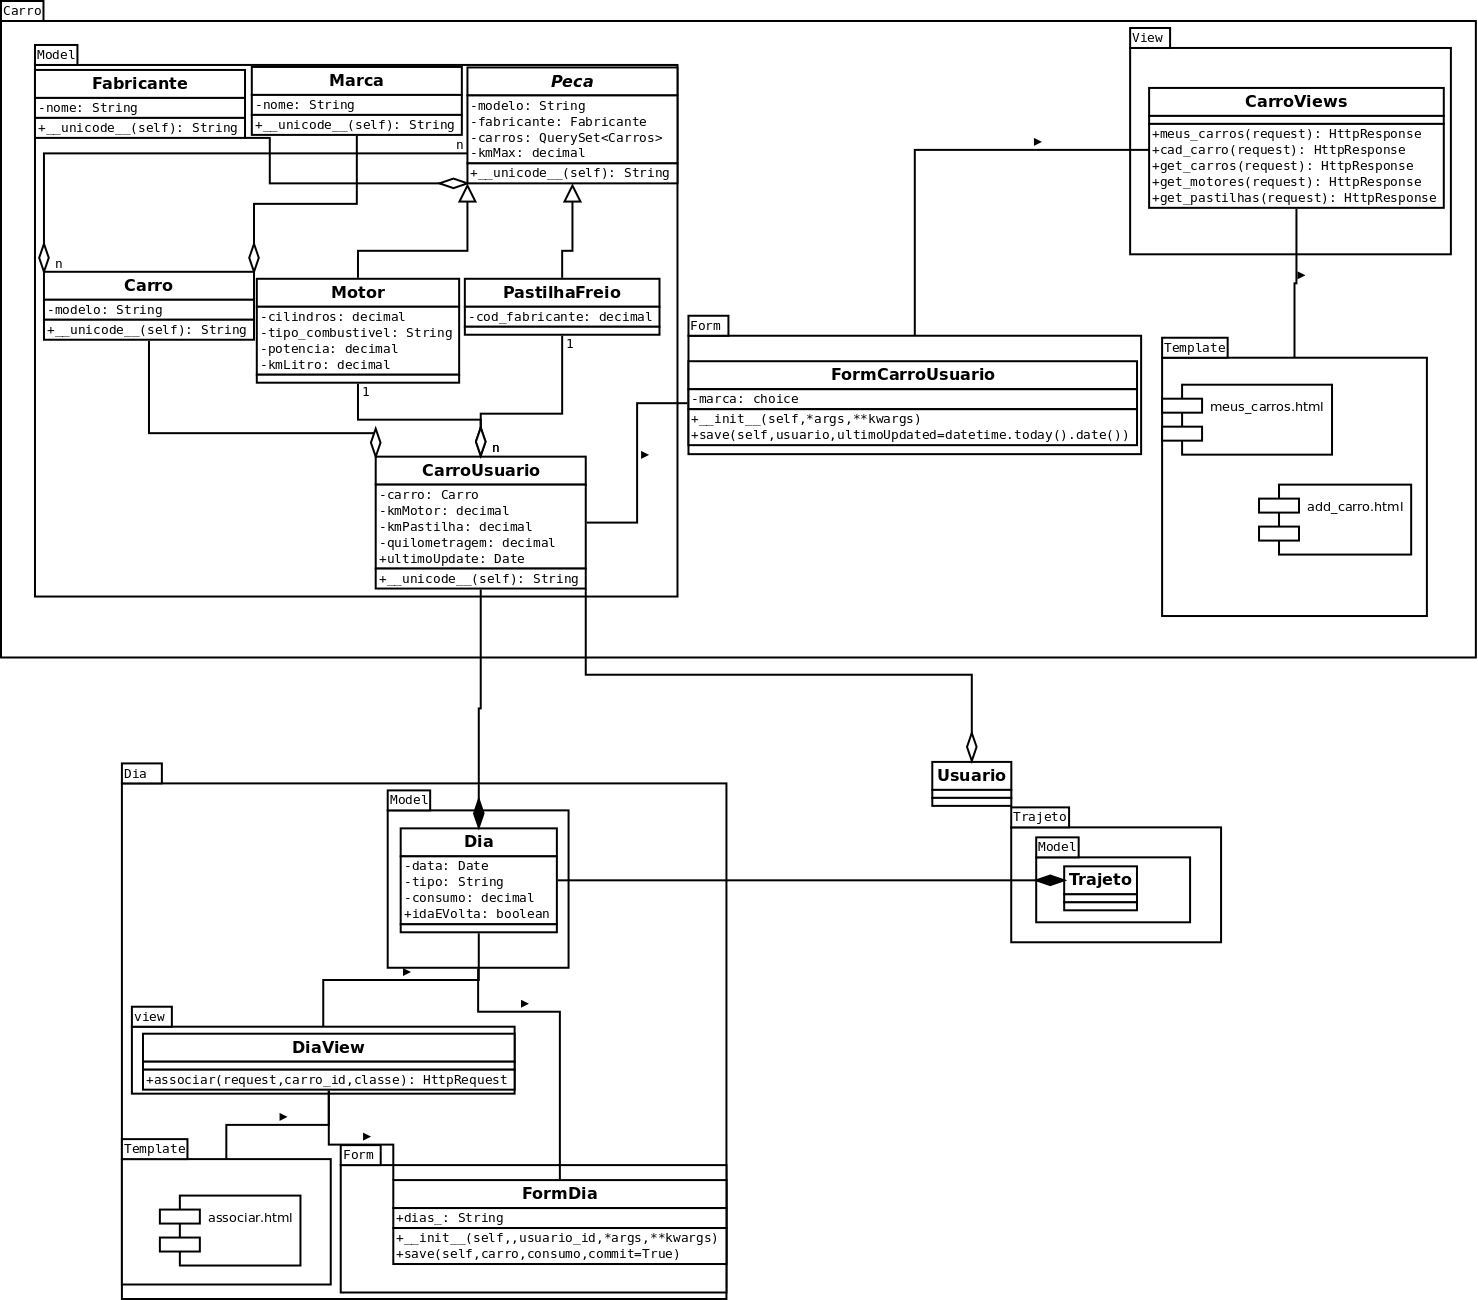 Carro
Model
Fabricante
-nome: String
+__unicode__(self): String
Marca
-nome: String
+__unicode__(self): String
Peca
-modelo: String
-fabricante: Fabricante
-carros: QuerySet<Carros>
-kmMax: decimal
+__unicode__(self): String
n
n
Carro
-modelo: String
+__unicode__(self): String
Motor
-cilindros: decimal
-tipo_combustivel: String
-potencia: decimal
-kmLitro: decimal
PastilhaFreio
-cod_fabricante: decimal
1
1
n
CarroUsuario
-carro: Carro
-kmMotor: decimal
-kmPastilha: decimal
-quilometragem: decimal
+ultimoUpdate: Date
+__unicode__(self): String
View
CarroViews
+meus_carros(request): HttpResponse
+cad_carro(request): HttpResponse
+get_carros(request): HttpResponse
+get_motores(request): HttpResponse
+get_pastilhas(request): HttpResponse
Form
FormCarroUsuario
-marca: choice
+__init__(self,*args,**kwargs)
+save(self,usuario,ultimoUpdated=datetime.today().date())
Template
meus_carros.html
add_carro.html
Usuario
Trajeto
Model
Trajeto
Dia
Model
Dia
-data: Date
-tipo: String
-consumo: decimal
+idaEVolta: boolean
view
DiaView
+associar(request,carro_id,classe): HttpRequest
Template
associar.html
Form
FormDia
+dias_: String
+__init__(self,,usuario_id,*args,**kwargs)
+save(self,carro,consumo,commit=True)